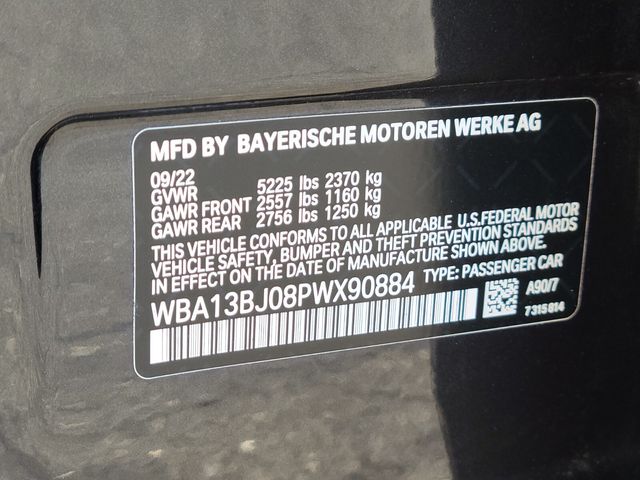 MFD BY BAYERISCHE MOTOREN WERKE AG
09/22
GVWR 5225 lbs 2370 kg
GAWR FRONT 2557 lbs 1160 kg
GAWR REAR 2756 lbs 1250 kg
THIS VEHICLE CONFORMS TO ALL APPLICABLE U.S.FEDERAL MOTOR
VEHICLE SAFETY, BUMPER AND THEFT PREVENTION STANDARDS
IN EFFECT ON THE DATE OF MANUFACTURE SHOWN ABOVE.
WBA13BJ08PWX90884 TYPE: PASSENGER CAR
A90/7
7315814